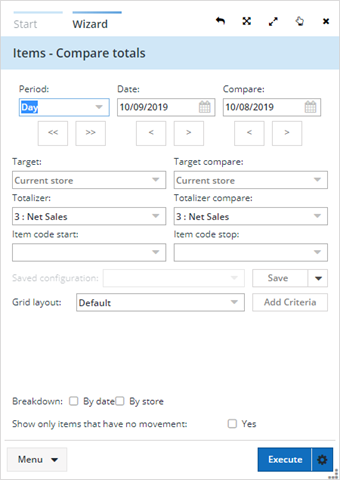 Start Wizard
Items - Compare totals
Period: Date: Compare:
Day 10/09/2019 10/08/2019
<< >> < > < >
Target: Target compare:
Current store Current store
Totalizer: Totalizer compare:
3 : Net Sales 3 : Net Sales
Item code start: Item code stop:
Saved configuration: Save
Grid layout: Default Add Criteria
Breakdown: By date By store
Show only items that have no movement: Yes
Menu Execute